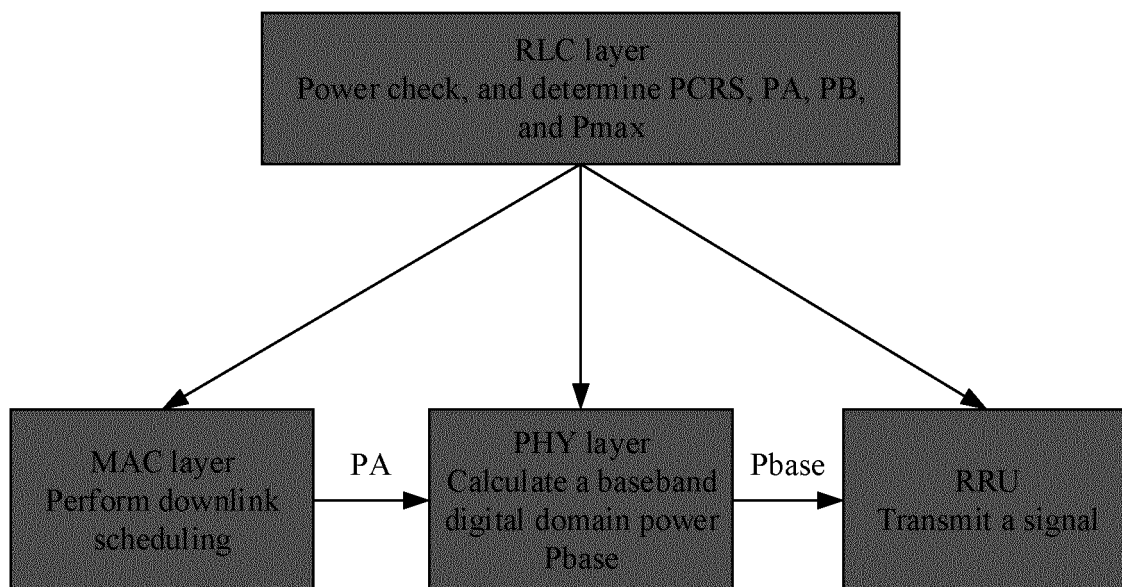 RLC layer
Power check, and determine PCRS, PA, PB,
and Pmax
MAC layer
Perform downlink
scheduling
PA
PHY layer
Calculate a baseband
digital domain power
Pbase
Pbase
RRU
Transmit a signal